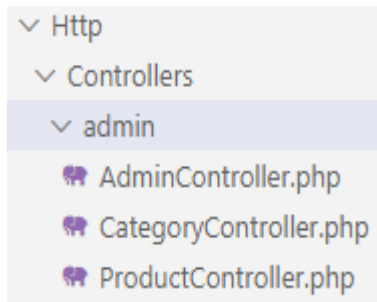 Http
Controllers
admin
AdminController.php
CategoryController.php
ProductController.php